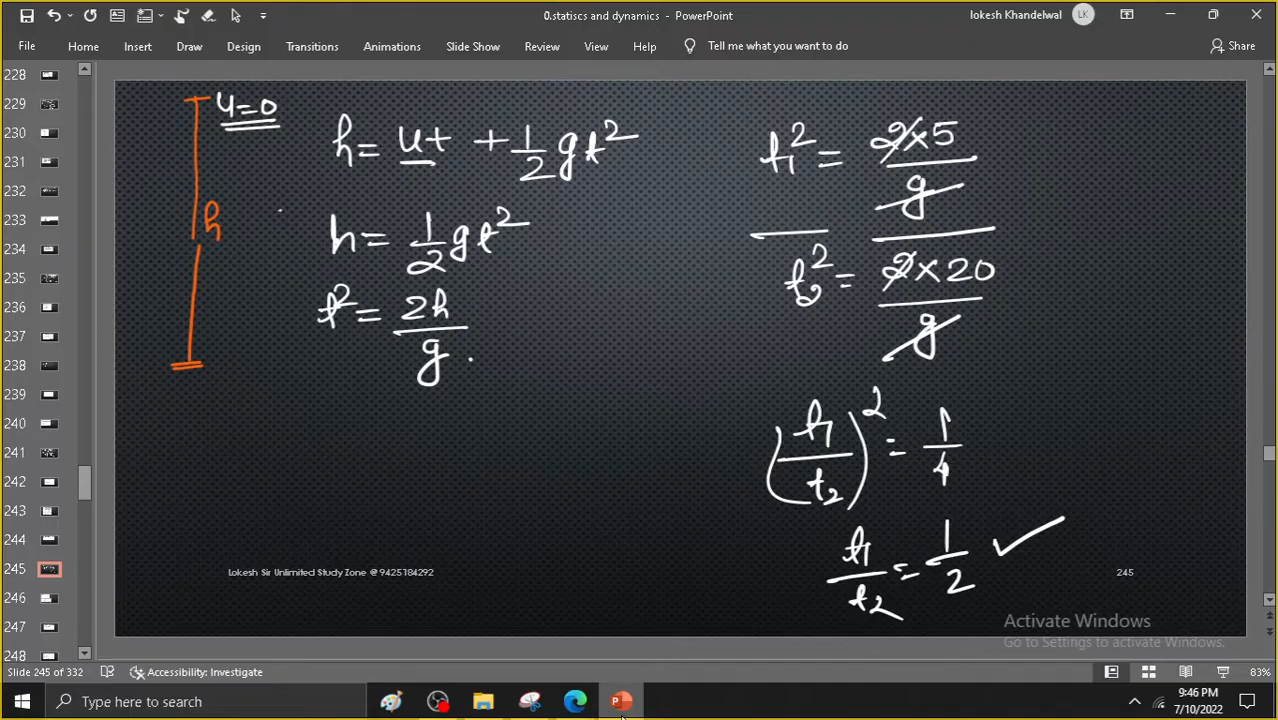 0.statiscs and dynamics - PowerPoint
lokesh Khandelwal
LK
File Home Insert Draw Design Transitions Animations Slide Show Review View Help Tell me what you want to do Share
228
229
230
231
232
233
234
235
236
237
238
239
240
241
242
243
244
245
246
247
248
u=0
h
h= ut + 1/2 gt²
h= 1/2 gt²
t²= 2h/g
t₁²= 2×5/g
t₂²= 2×20/g
(t₁/t₂)²= 1/4
t₁/t₂ = 1/2 ✓
Lokesh Sir Unlimited Study Zone @ 9425184292
245
Activate Windows
Go to Settings to activate Windows.
Slide 245 of 332
Accessibility: Investigate
83%
Type here to search
9:46 PM
7/10/2022